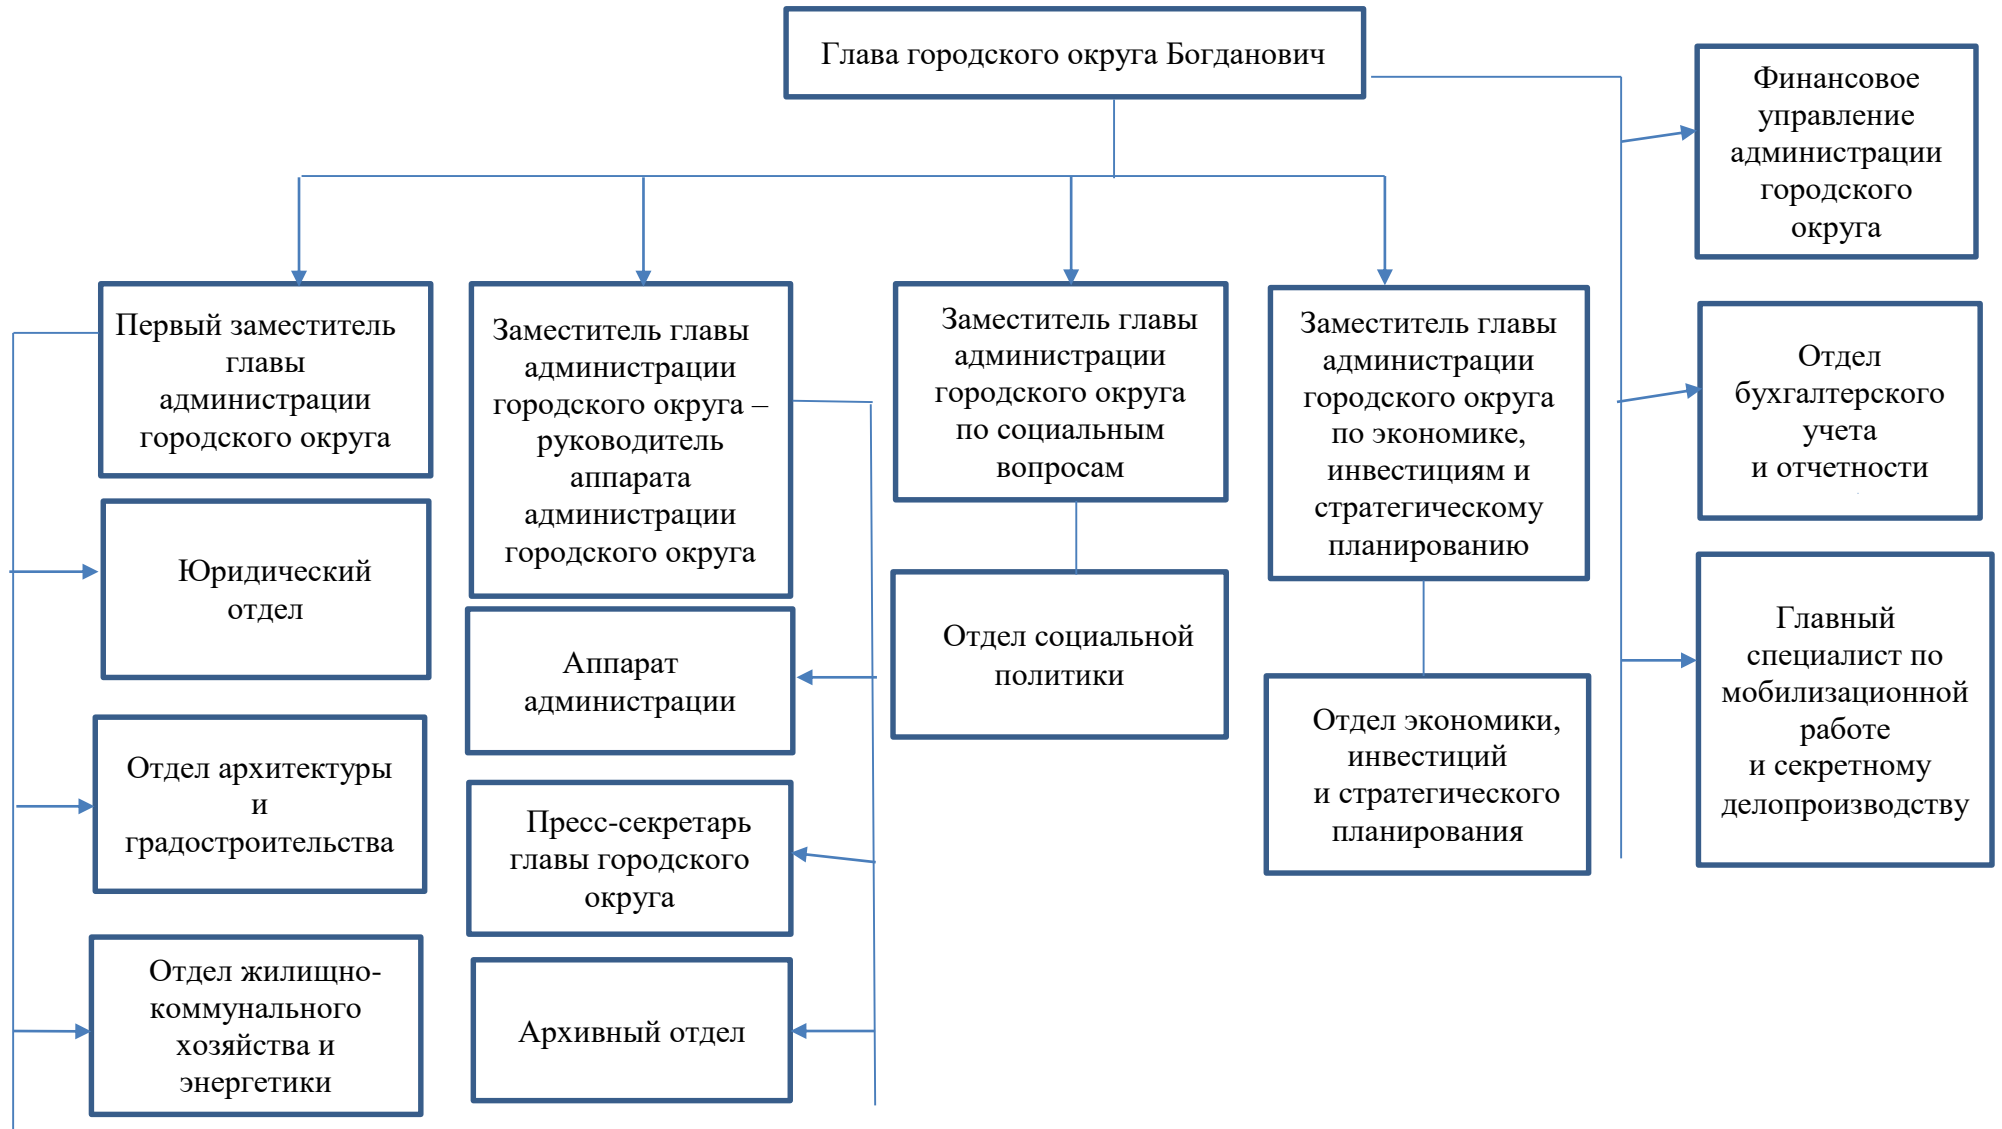 Глава городского округа Богданович
Финансовое
управление
администрации
городского
округа
Первый заместитель
главы
администрации
городского округа
Заместитель главы
администрации
городского округа –
руководитель
аппарата
администрации
городского округа
Заместитель главы
администрации
городского округа
по социальным
вопросам
Заместитель главы
администрации
городского округа
по экономике,
инвестициям и
стратегическому
планированию
Отдел
бухгалтерского
учета
и отчетности
Юридический
отдел
Аппарат
администрации
Отдел социальной
политики
Отдел экономики,
инвестиций
и стратегического
планирования
Главный
специалист по
мобилизационной
работе
и секретному
делопроизводству
Отдел архитектуры
и
градостроительства
Пресс-секретарь
главы городского
округа
Отдел жилищно-
коммунального
хозяйства и
энергетики
Архивный отдел